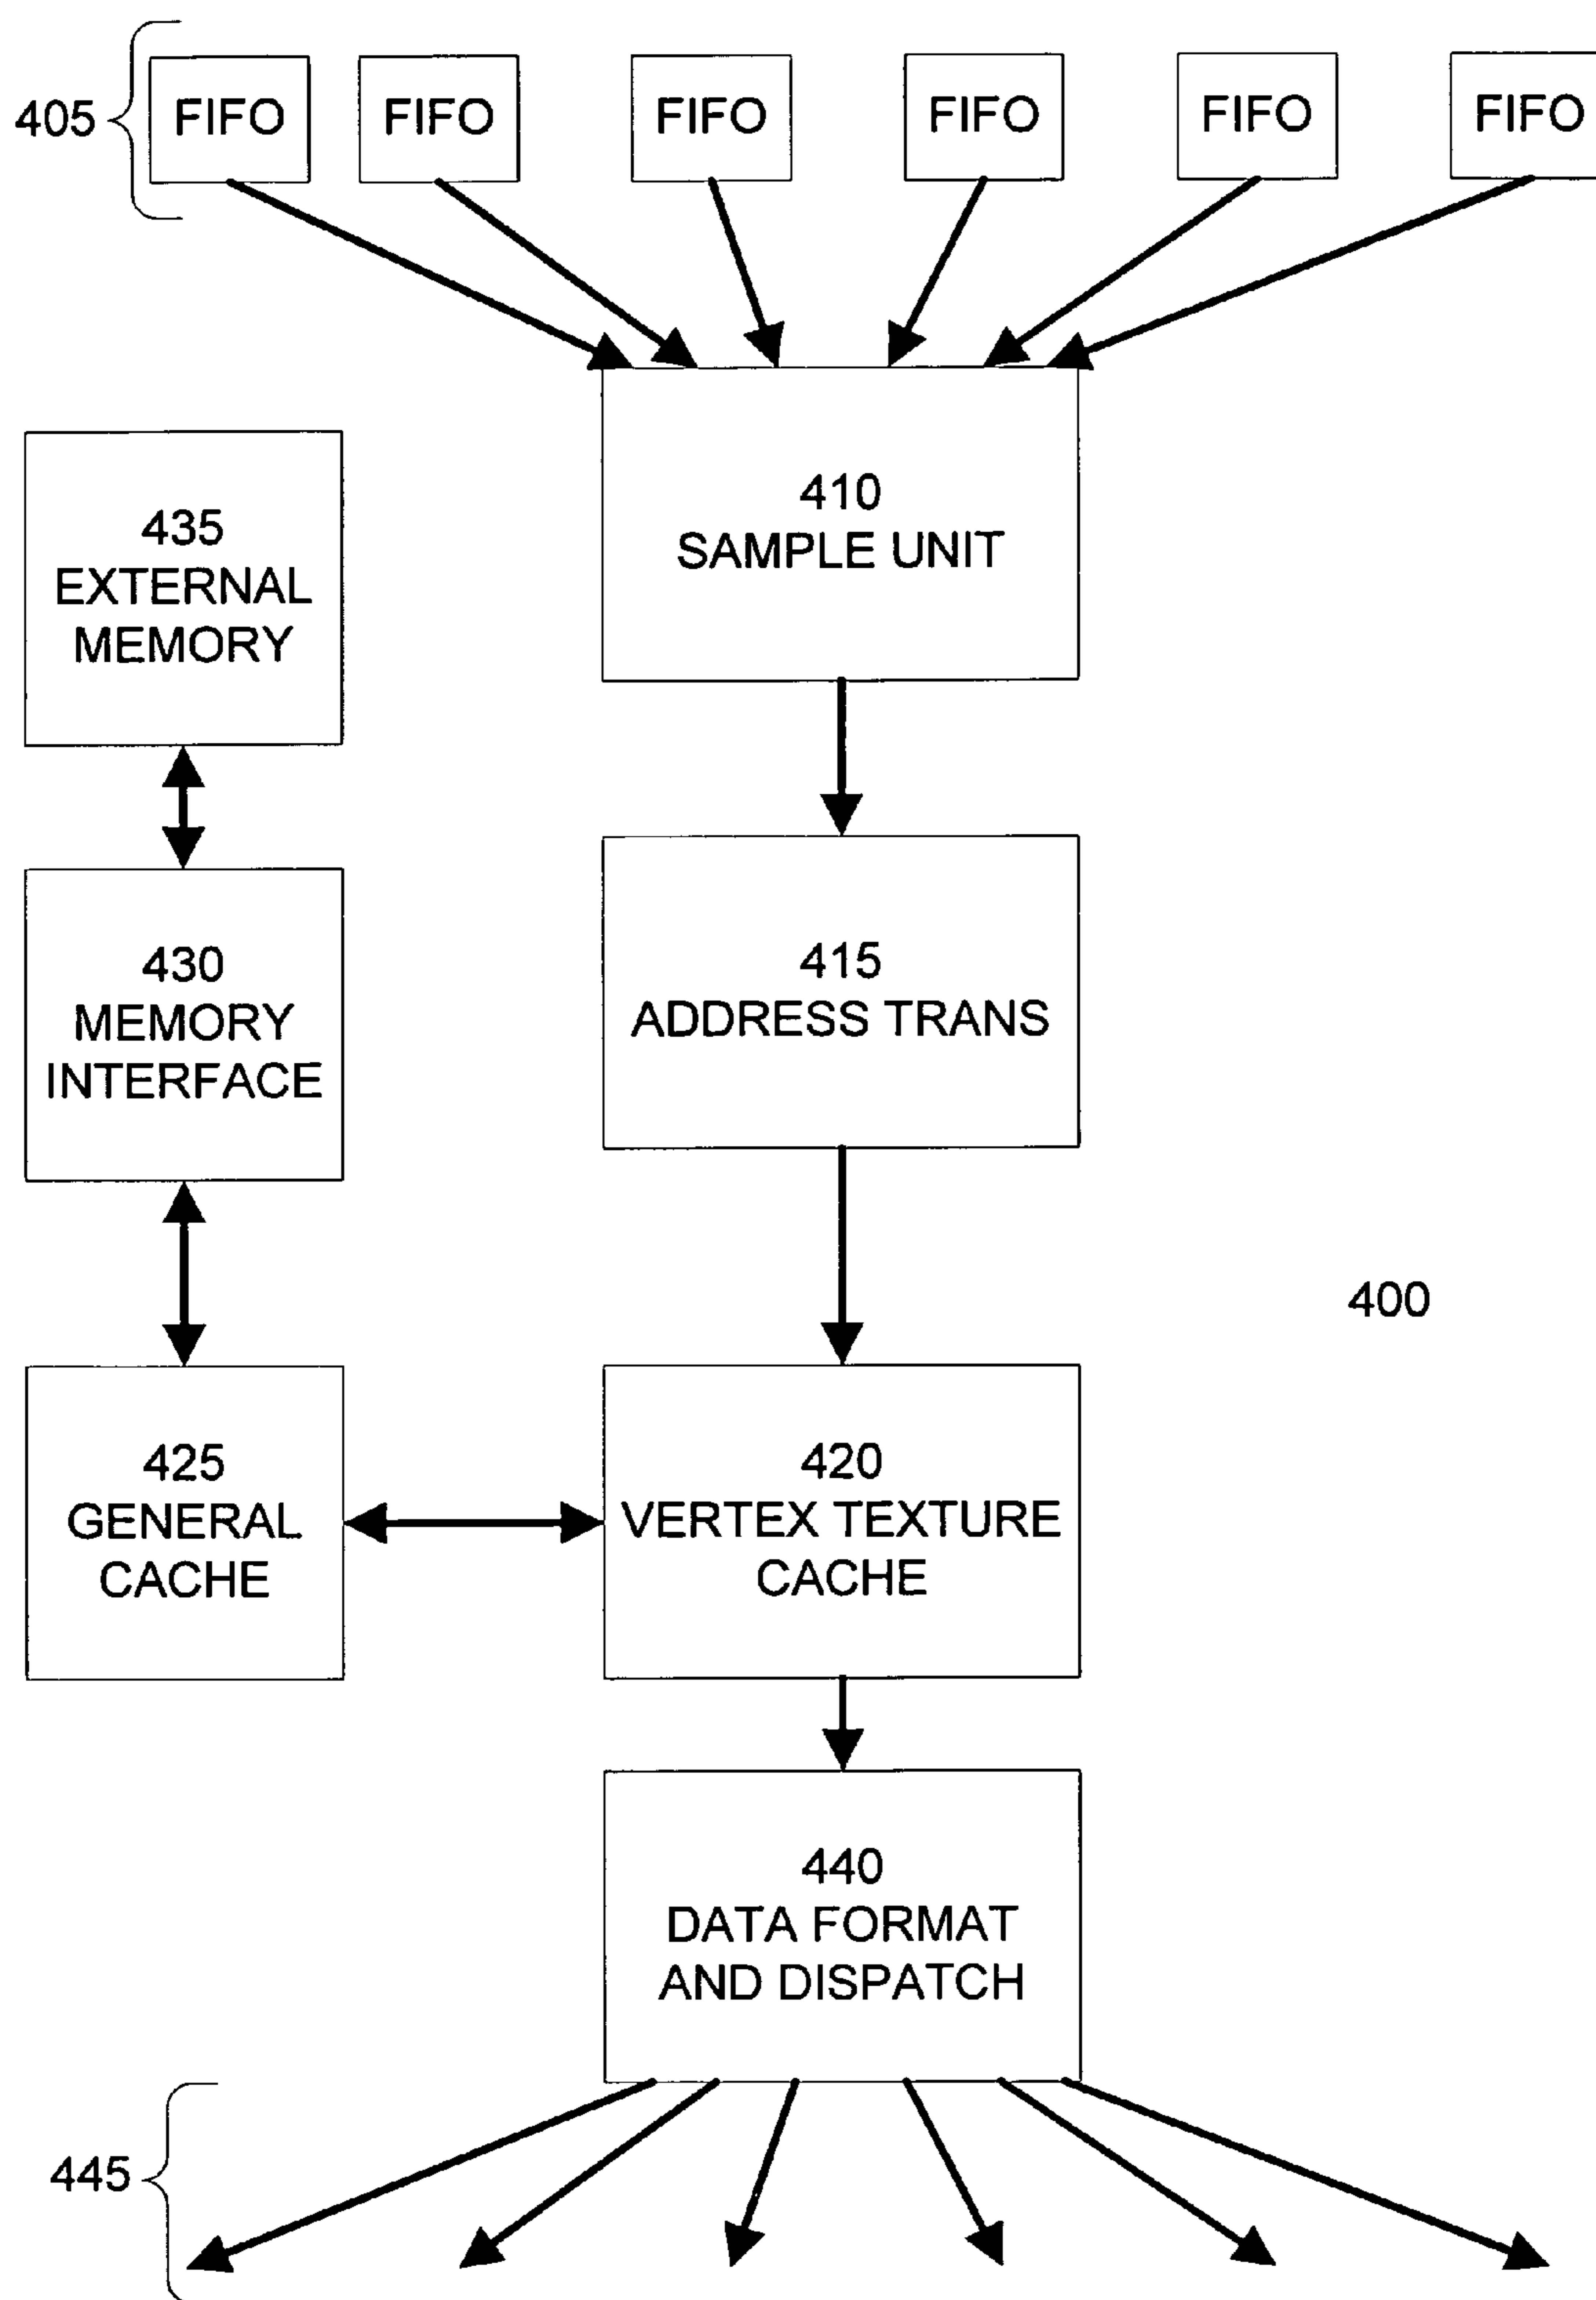 405
FIFO
FIFO
FIFO
FIFO
FIFO
FIFO
410
SAMPLE UNIT
435
EXTERNAL
MEMORY
430
MEMORY
INTERFACE
415
ADDRESS TRANS
400
425
GENERAL
CACHE
420
VERTEX TEXTURE
CACHE
440
DATA FORMAT
AND DISPATCH
445